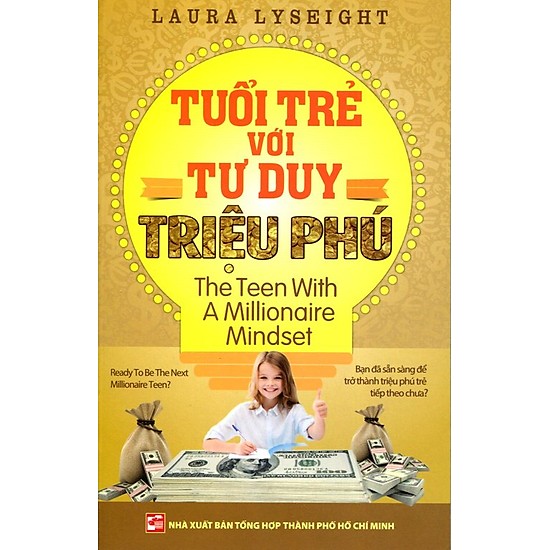 LAURA LYSEIGHT
TUỔI TRẺ
VỚI
TƯ DUY
TRIỆU PHÚ
The Teen With
A Millionaire
Mindset
Ready To Be The Next
Millionaire Teen?
Bạn đã sẵn sàng để
trở thành triệu phú trẻ
tiếp theo chưa?
100
NHÀ XUẤT BẢN TỔNG HỢP THÀNH PHỐ HỒ CHÍ MINH